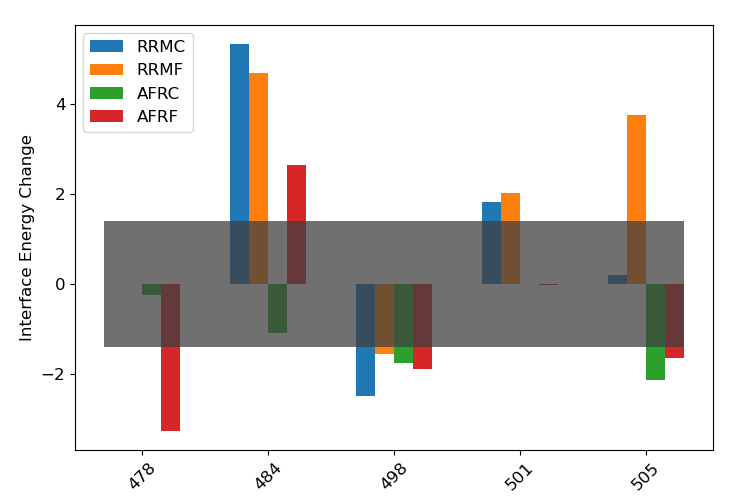 RRMC
RRMF
AFRC
AFRF
Interface Energy Change
4
2
0
−2
478
484
498
501
505